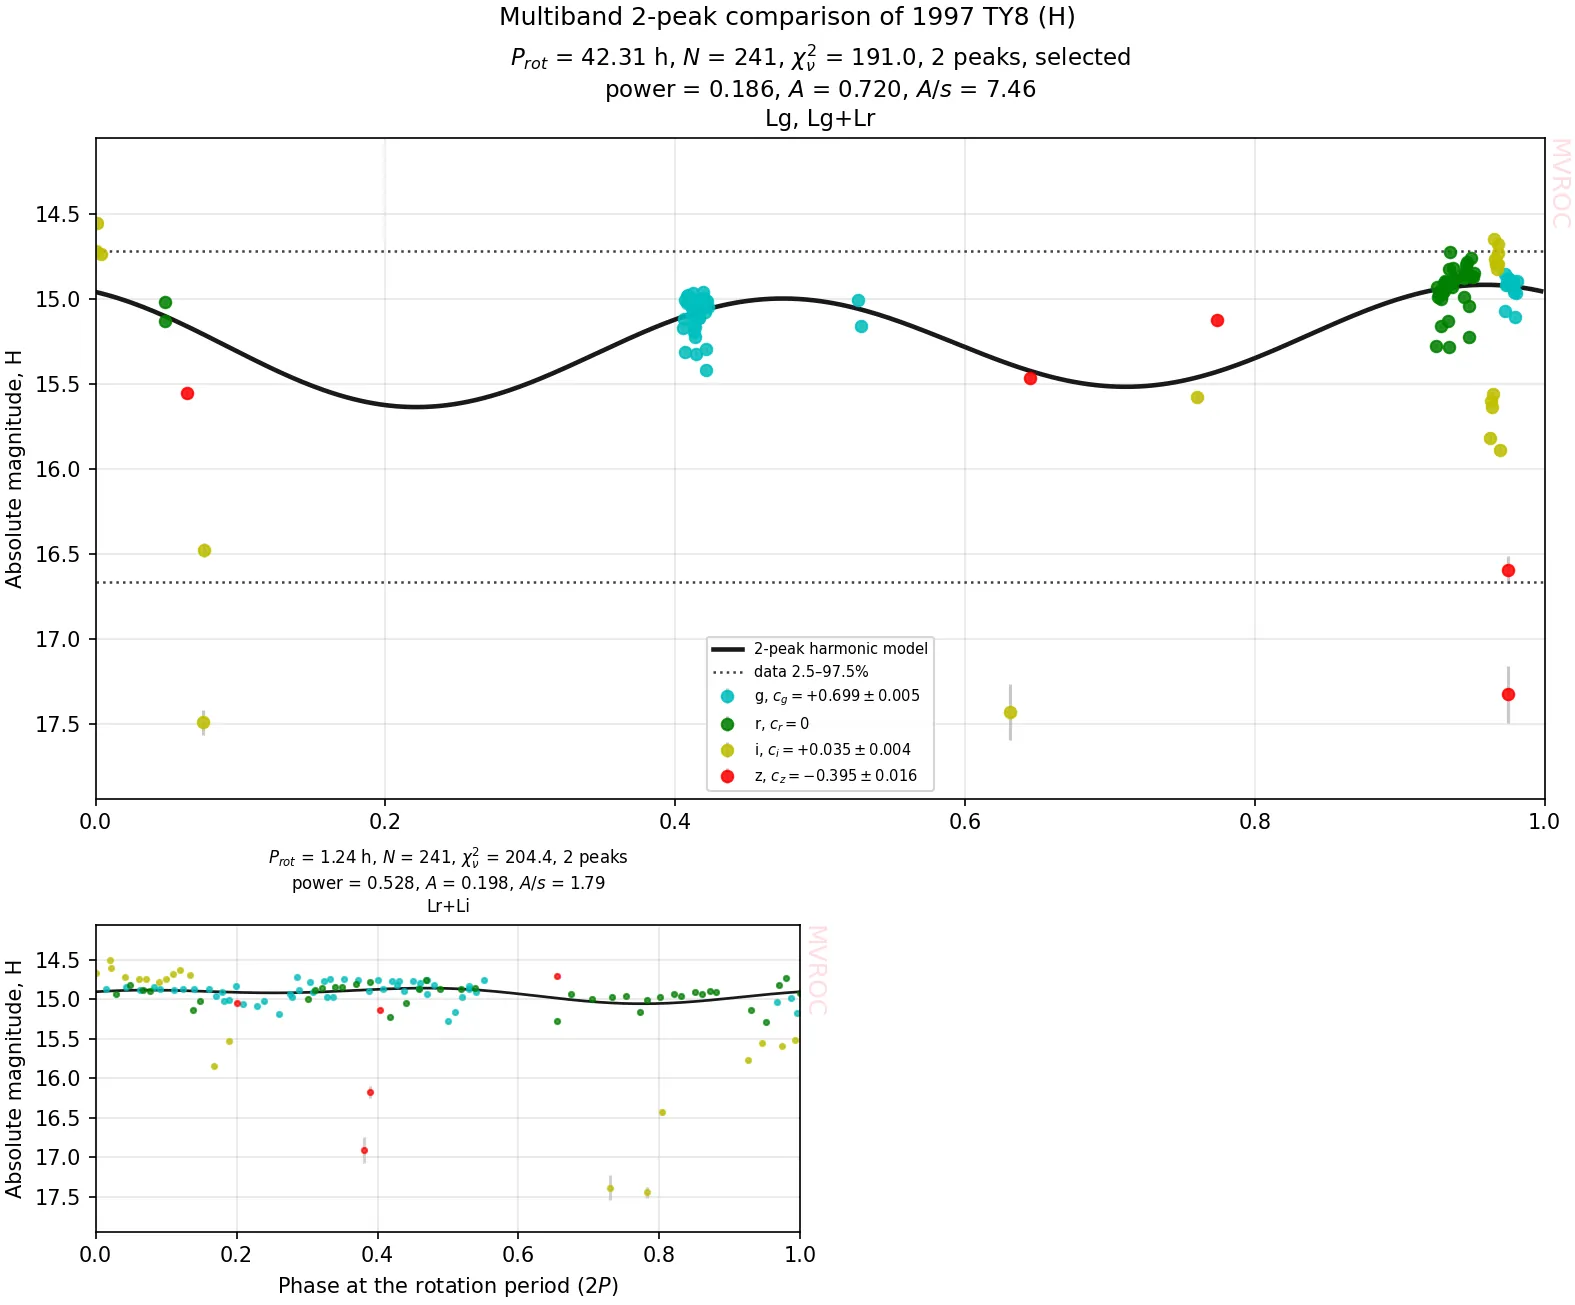 Multiband 2-peak comparison of 1997 TY8 (H)
P_rot = 42.31 h, N = 241, χ²_ν = 191.0, 2 peaks, selected
power = 0.186, A = 0.720, A/s = 7.46
Lg, Lg+Lr
MVROC
Absolute magnitude, H
14.5
15.0
15.5
16.0
16.5
17.0
17.5
2-peak harmonic model
data 2.5–97.5%
g, c_g = +0.699 ± 0.005
r, c_r = 0
i, c_i = +0.035 ± 0.004
z, c_z = −0.395 ± 0.016
0.0 0.2 0.4 0.6 0.8 1.0
P_rot = 1.24 h, N = 241, χ²_ν = 204.4, 2 peaks
power = 0.528, A = 0.198, A/s = 1.79
Lr+Li
MVROC
Absolute magnitude, H
14.5
15.0
15.5
16.0
16.5
17.0
17.5
0.0 0.2 0.4 0.6 0.8 1.0
Phase at the rotation period (2P)